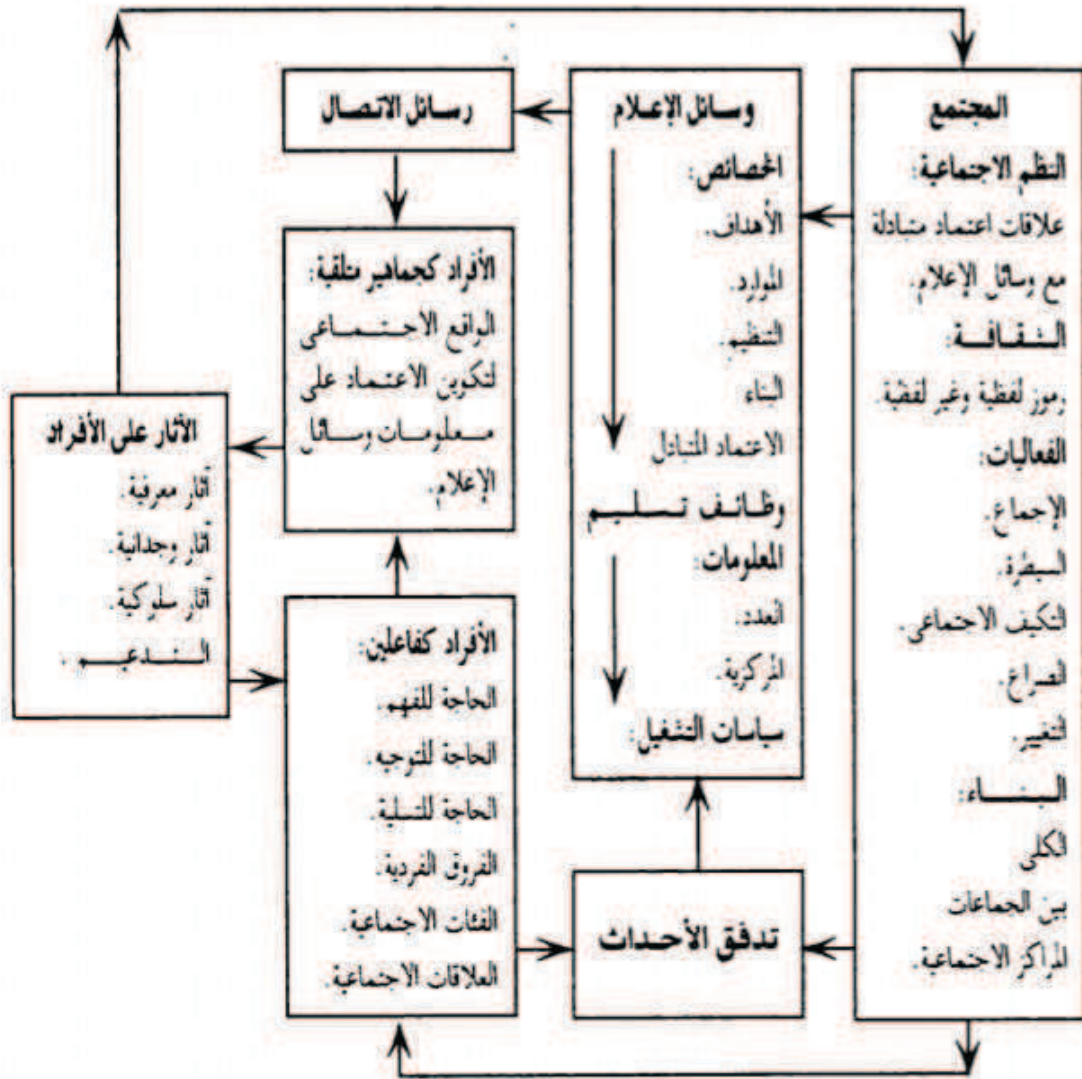 المجتمع
النظم الاجتماعية:
علاقات اعتماد متبادلة
مع وسائل الإعلام.
الثقافة:
رموز لفظية وغير لفظية.
الفعاليات:
الإجماع.
السيطرة.
التكيف الاجتماعى.
الصراع.
التغيير.
البناء:
الكلى
بين الجماعات
المراكز الاجتماعية.
وسائل الإعلام
الخصائص:
الأهداف.
الموارد.
التنظيم.
البناء
الاعتماد المتبادل
وظائف تسليم
المعلومات:
العدد.
المركزية.
سياسات التشغيل:
تدفق الأحداث
رسائل الاتصال
الأفراد كجماهير متلقية:
الواقع الاجتماعى
لتكوين الاعتماد على
معلومات وسائل
الإعلام.
الأفراد كفاعلين:
الحاجة للفهم.
الحاجة للتوجيه.
الحاجة للتسلية.
الفروق الفردية.
الفئات الاجتماعية.
العلاقات الاجتماعية.
الآثار على الأفراد
آثار معرفية.
آثار وجدانية.
آثار سلوكية.
التدعيم.